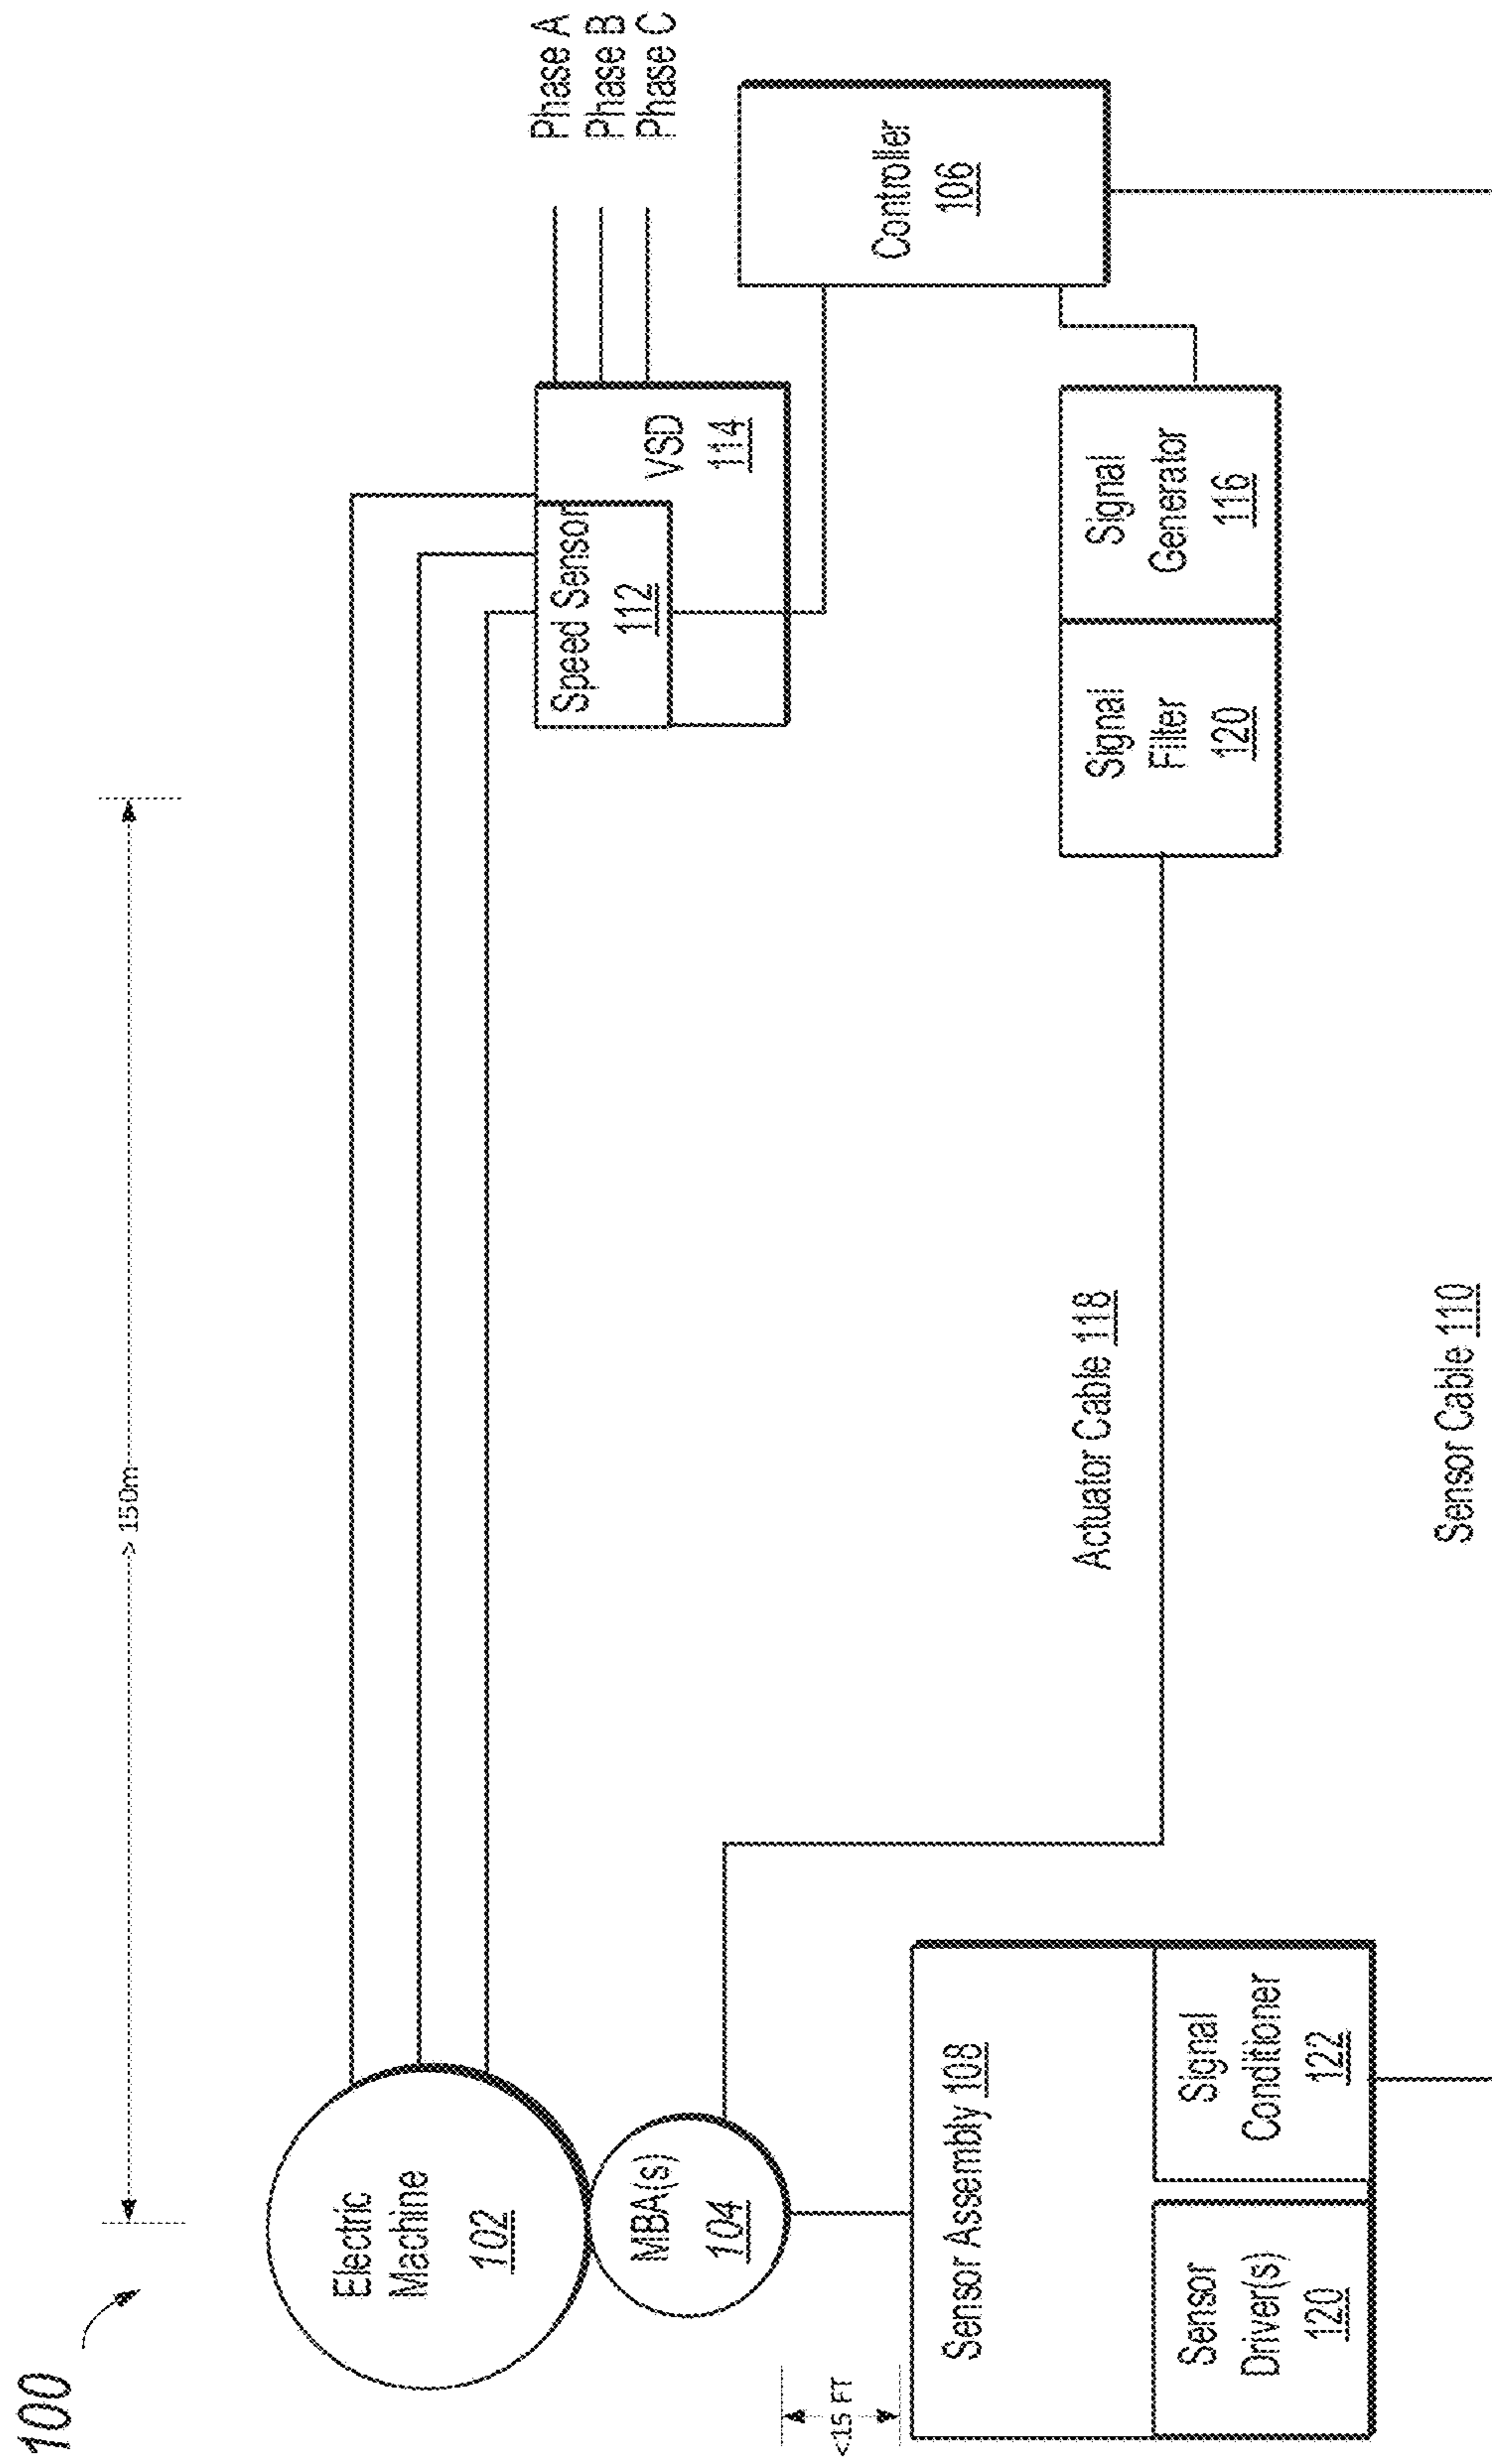 100
> 150m
Electric
Machine
102
MBA(s)
104
<15 FT
Sensor Assembly 108
Sensor
Driver(s)
120
Signal
Conditioner
122
Actuator Cable 118
Sensor Cable 110
Speed Sensor
112
VSD
114
Phase A
Phase B
Phase C
Controller
106
Signal
Filter
120
Signal
Generator
116